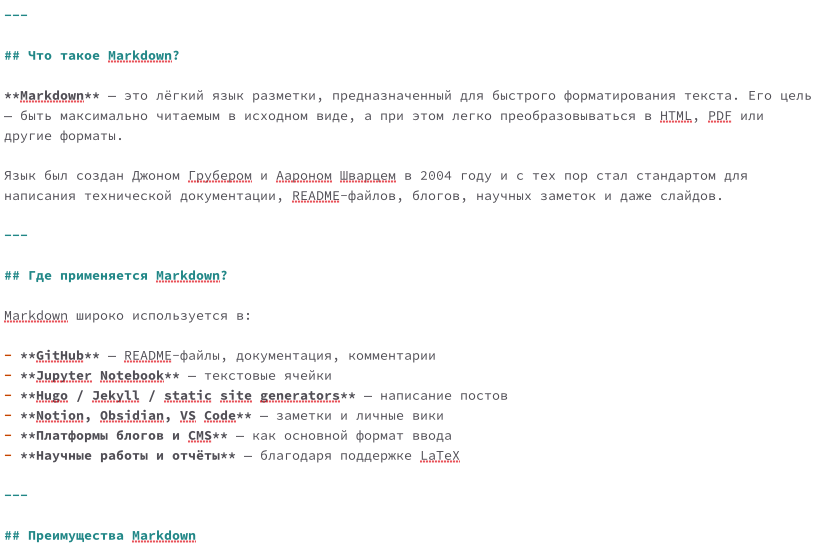 ---
## Что такое Markdown?
**Markdown** — это лёгкий язык разметки, предназначенный для быстрого форматирования текста. Его цель
— быть максимально читаемым в исходном виде, а при этом легко преобразовываться в HTML, PDF или
другие форматы.
Язык был создан Джоном Грубером и Аароном Шварцем в 2004 году и с тех пор стал стандартом для
написания технической документации, README-файлов, блогов, научных заметок и даже слайдов.
---
## Где применяется Markdown?
Markdown широко используется в:
- **GitHub** — README-файлы, документация, комментарии
- **Jupyter Notebook** — текстовые ячейки
- **Hugo / Jekyll / static site generators** — написание постов
- **Notion, Obsidian, VS Code** — заметки и личные вики
- **Платформы блогов и CMS** — как основной формат ввода
- **Научные работы и отчёты** — благодаря поддержке LaTeX
---
## Преимущества Markdown